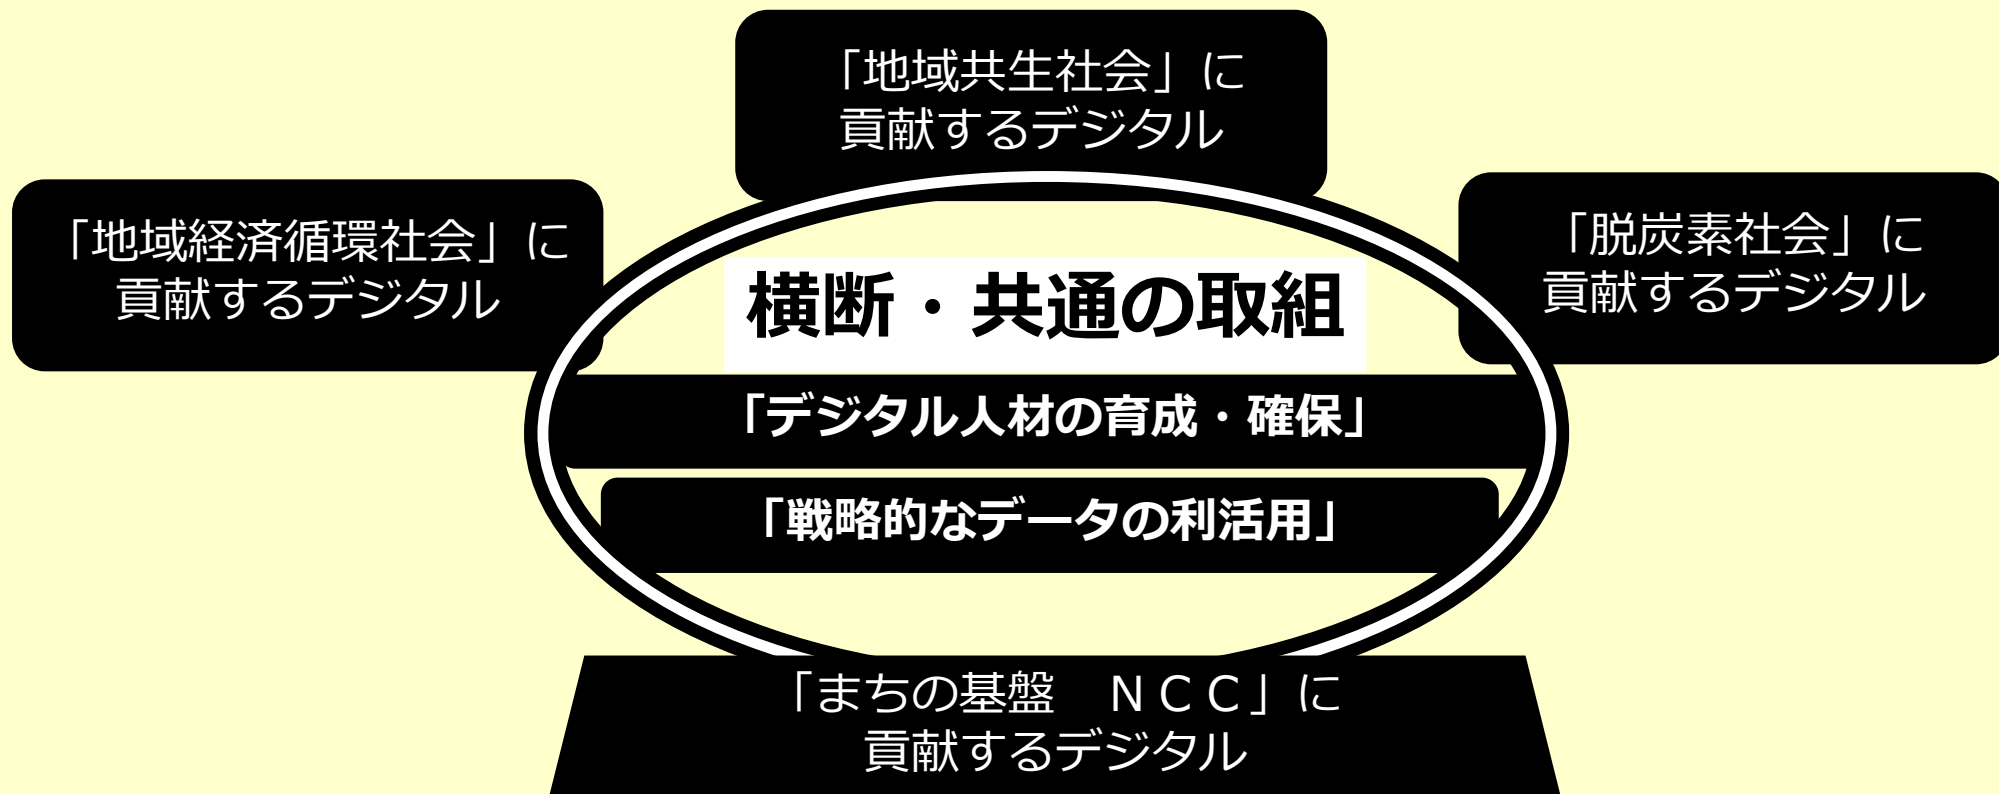 「地域共生社会」に
貢献するデジタル
「地域経済循環社会」に
貢献するデジタル
「脱炭素社会」に
貢献するデジタル
横断・共通の取組
「デジタル人材の育成・確保」
「戦略的なデータの利活用」
「まちの基盤　ＮＣＣ」に
貢献するデジタル